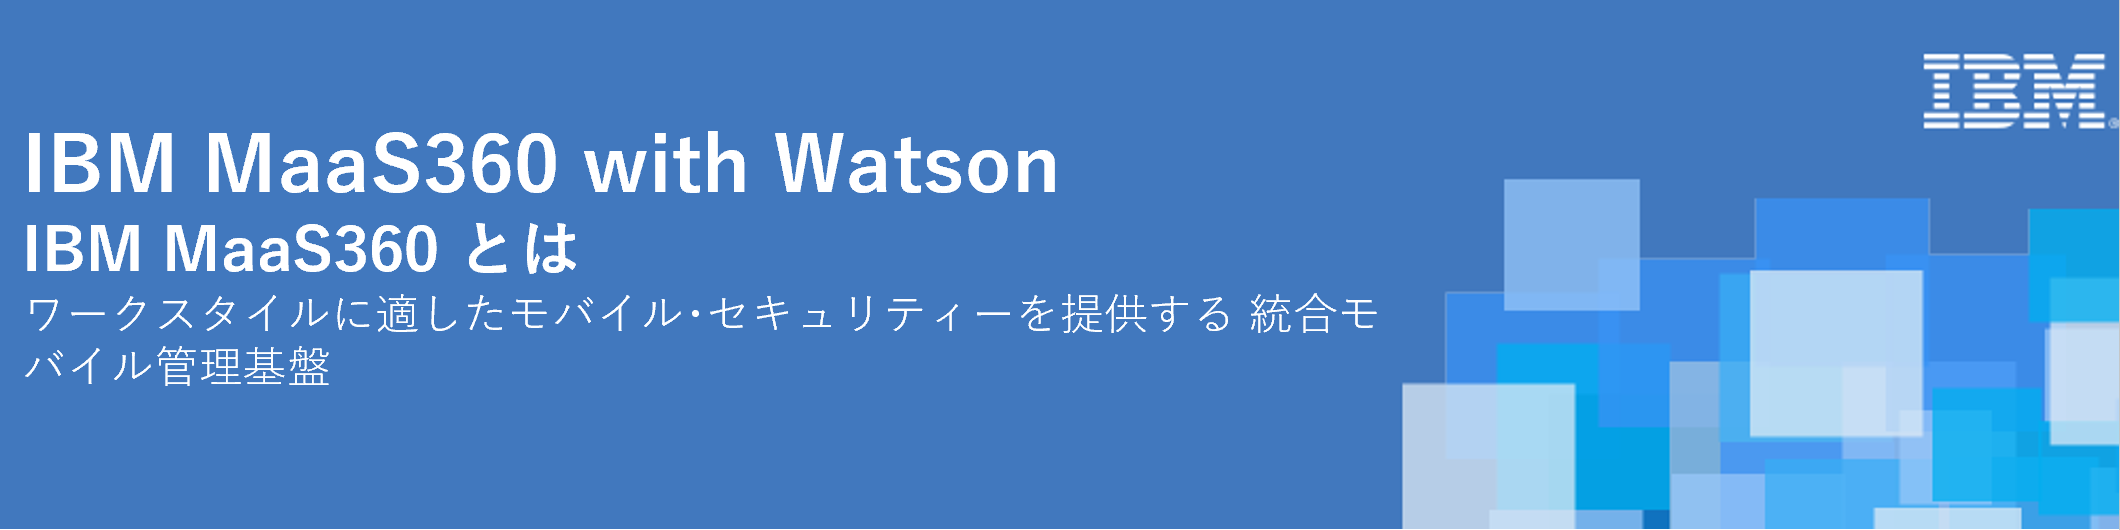 IBM
IBM MaaS360 with Watson
IBM MaaS360 とは
ワークスタイルに適したモバイル･セキュリティーを提供する 統合モ
バイル管理基盤